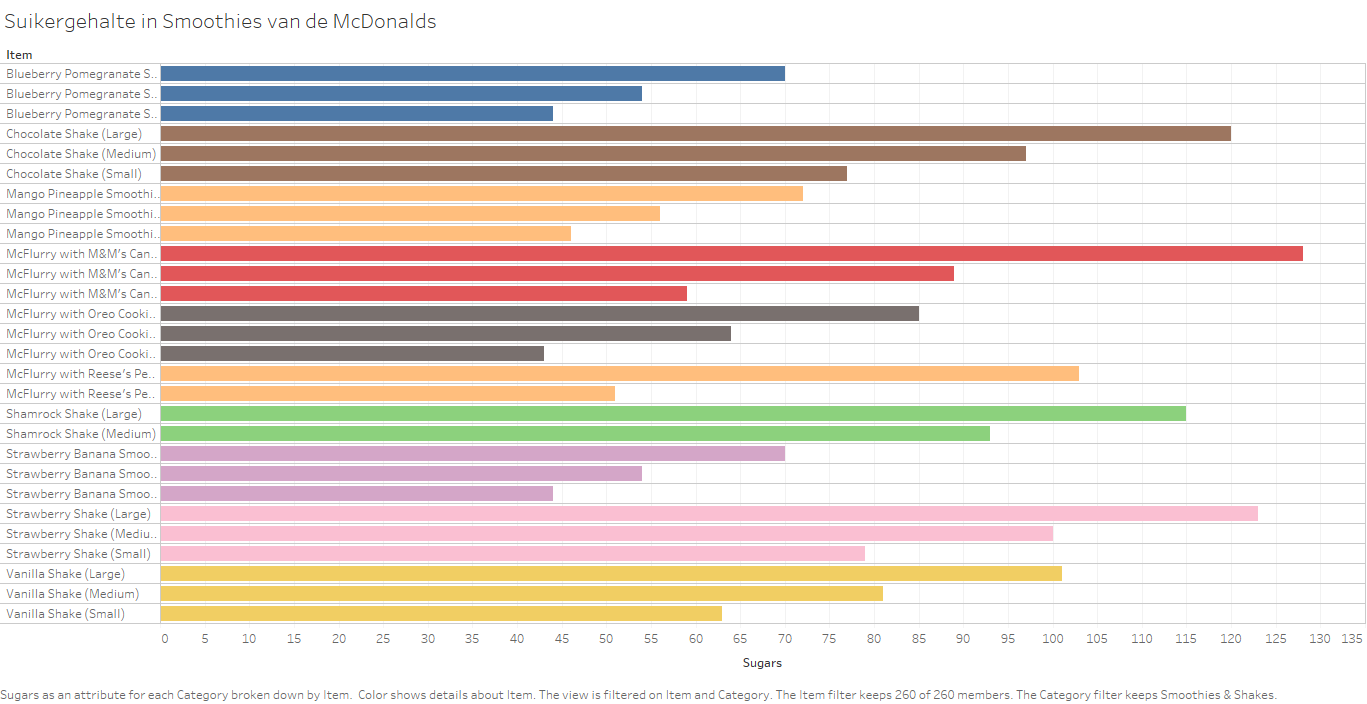 Suikergehalte in Smoothies van de McDonalds
Item
Blueberry Pomegranate S..
Blueberry Pomegranate S..
Blueberry Pomegranate S..
Chocolate Shake (Large)
Chocolate Shake (Medium)
Chocolate Shake (Small)
Mango Pineapple Smoothi..
Mango Pineapple Smoothi..
Mango Pineapple Smoothi..
McFlurry with M&M’s Can..
McFlurry with M&M’s Can..
McFlurry with M&M’s Can..
McFlurry with Oreo Cooki..
McFlurry with Oreo Cooki..
McFlurry with Oreo Cooki..
McFlurry with Reese’s Pe..
McFlurry with Reese’s Pe..
Shamrock Shake (Large)
Shamrock Shake (Medium)
Strawberry Banana Smoo..
Strawberry Banana Smoo..
Strawberry Banana Smoo..
Strawberry Shake (Large)
Strawberry Shake (Mediu..
Strawberry Shake (Small)
Vanilla Shake (Large)
Vanilla Shake (Medium)
Vanilla Shake (Small)
0 5 10 15 20 25 30 35 40 45 50 55 60 65 70 75 80 85 90 95 100 105 110 115 120 125 130 135
Sugars
Sugars as an attribute for each Category broken down by Item. Color shows details about Item. The view is filtered on Item and Category. The Item filter keeps 260 of 260 members. The Category filter keeps Smoothies & Shakes.